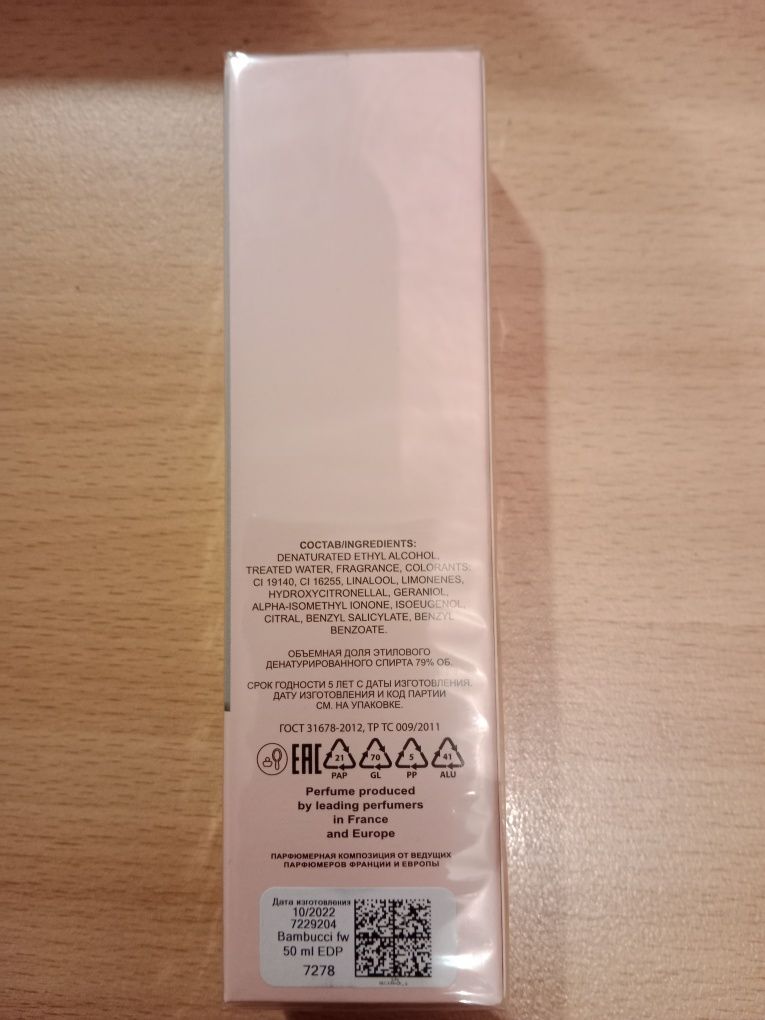 СОСТАВ/INGREDIENTS:
DENATURATED ETHYL ALCOHOL,
TREATED WATER, FRAGRANCE, COLORANTS:
CI 19140, CI 16255, LINALOOL, LIMONENES,
HYDROXYCITRONELLAL, GERANIOL,
ALPHA-ISOMETHYL IONONE, ISOEUGENOL,
CITRAL, BENZYL SALICYLATE, BENZYL
BENZOATE.
ОБЪЕМНАЯ ДОЛЯ ЭТИЛОВОГО
ДЕНАТУРИРОВАННОГО СПИРТА 79% ОБ.
СРОК ГОДНОСТИ 5 ЛЕТ С ДАТЫ ИЗГОТОВЛЕНИЯ.
ДАТУ ИЗГОТОВЛЕНИЯ И КОД ПАРТИИ
СМ. НА УПАКОВКЕ.
ГОСТ 31678-2012, ТР ТС 009/2011
EAC 21 70 5 41
PAP GL PP ALU
Perfume produced
by leading perfumers
in France
and Europe
ПАРФЮМЕРНАЯ КОМПОЗИЦИЯ ОТ ВЕДУЩИХ
ПАРФЮМЕРОВ ФРАНЦИИ И ЕВРОПЫ
Дата изготовления
10/2022
7229204
Bambucci fw
50 ml EDP
7278